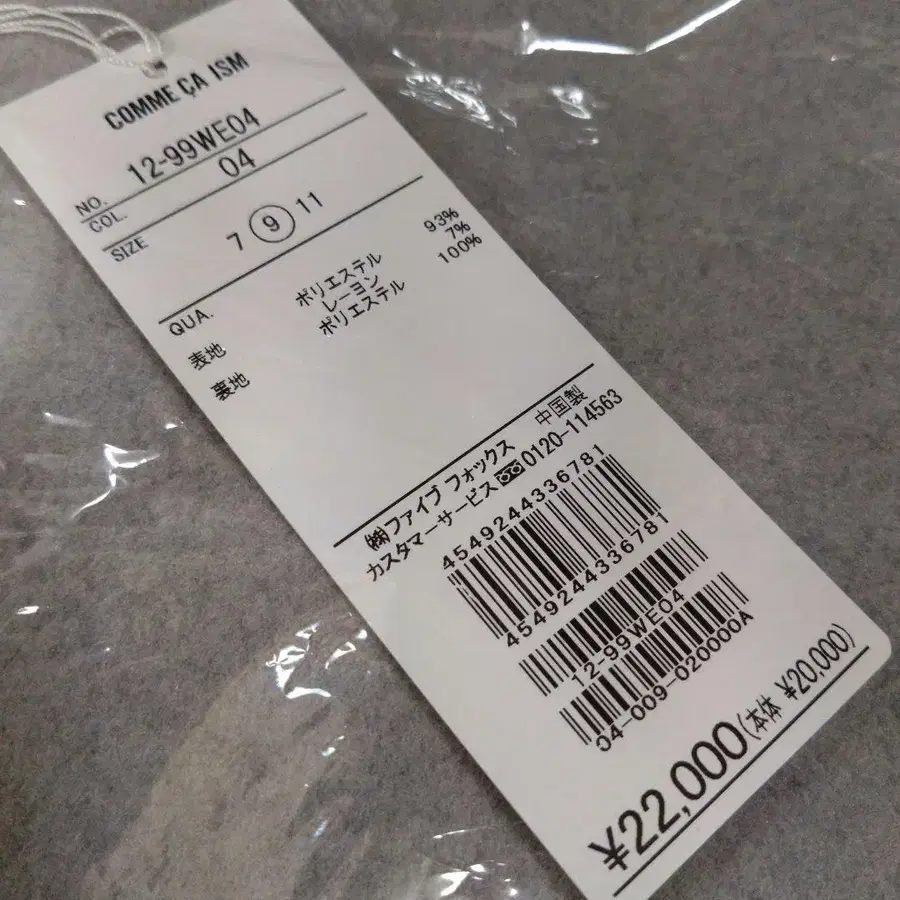 COMME ÇA ISM
NO. 12-99WE04
COL. 04
SIZE 7 9 11
QUA.
表地 ポリエステル 93%
レーヨン 7%
裏地 ポリエステル 100%
中国製
㈱ファイブ フォックス
カスタマーサービス 0120-114563
4549244336781
4549244336781
12-99WE04
04-009-020000A
¥22,000(本体 ¥20,000)